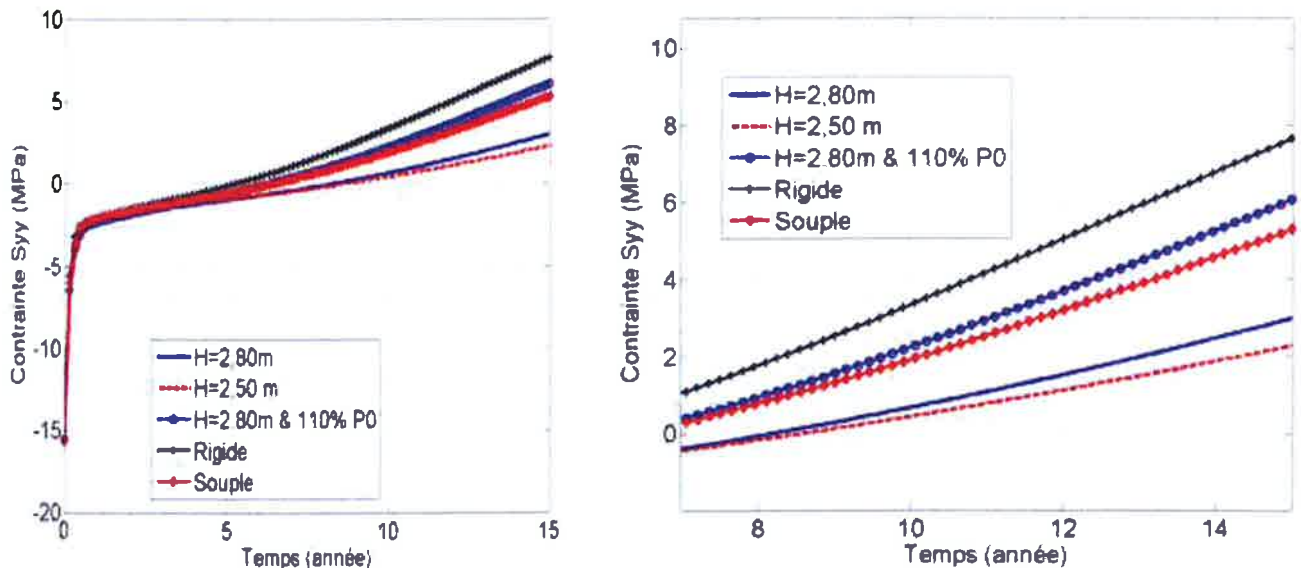 10
5
0
-5
-10
-15
-20
Contrainte Syy (MPa)
H=2,80m
H=2,50 m
H=2.80m & 110% P0
Rigide
Souple
0
5
10
15
Temps (année)
10
8
6
4
2
0
Contrainte Syy (MPa)
H=2,80m
H=2,50 m
H=2.80m & 110% P0
Rigide
Souple
8
10
12
14
Temps (année)